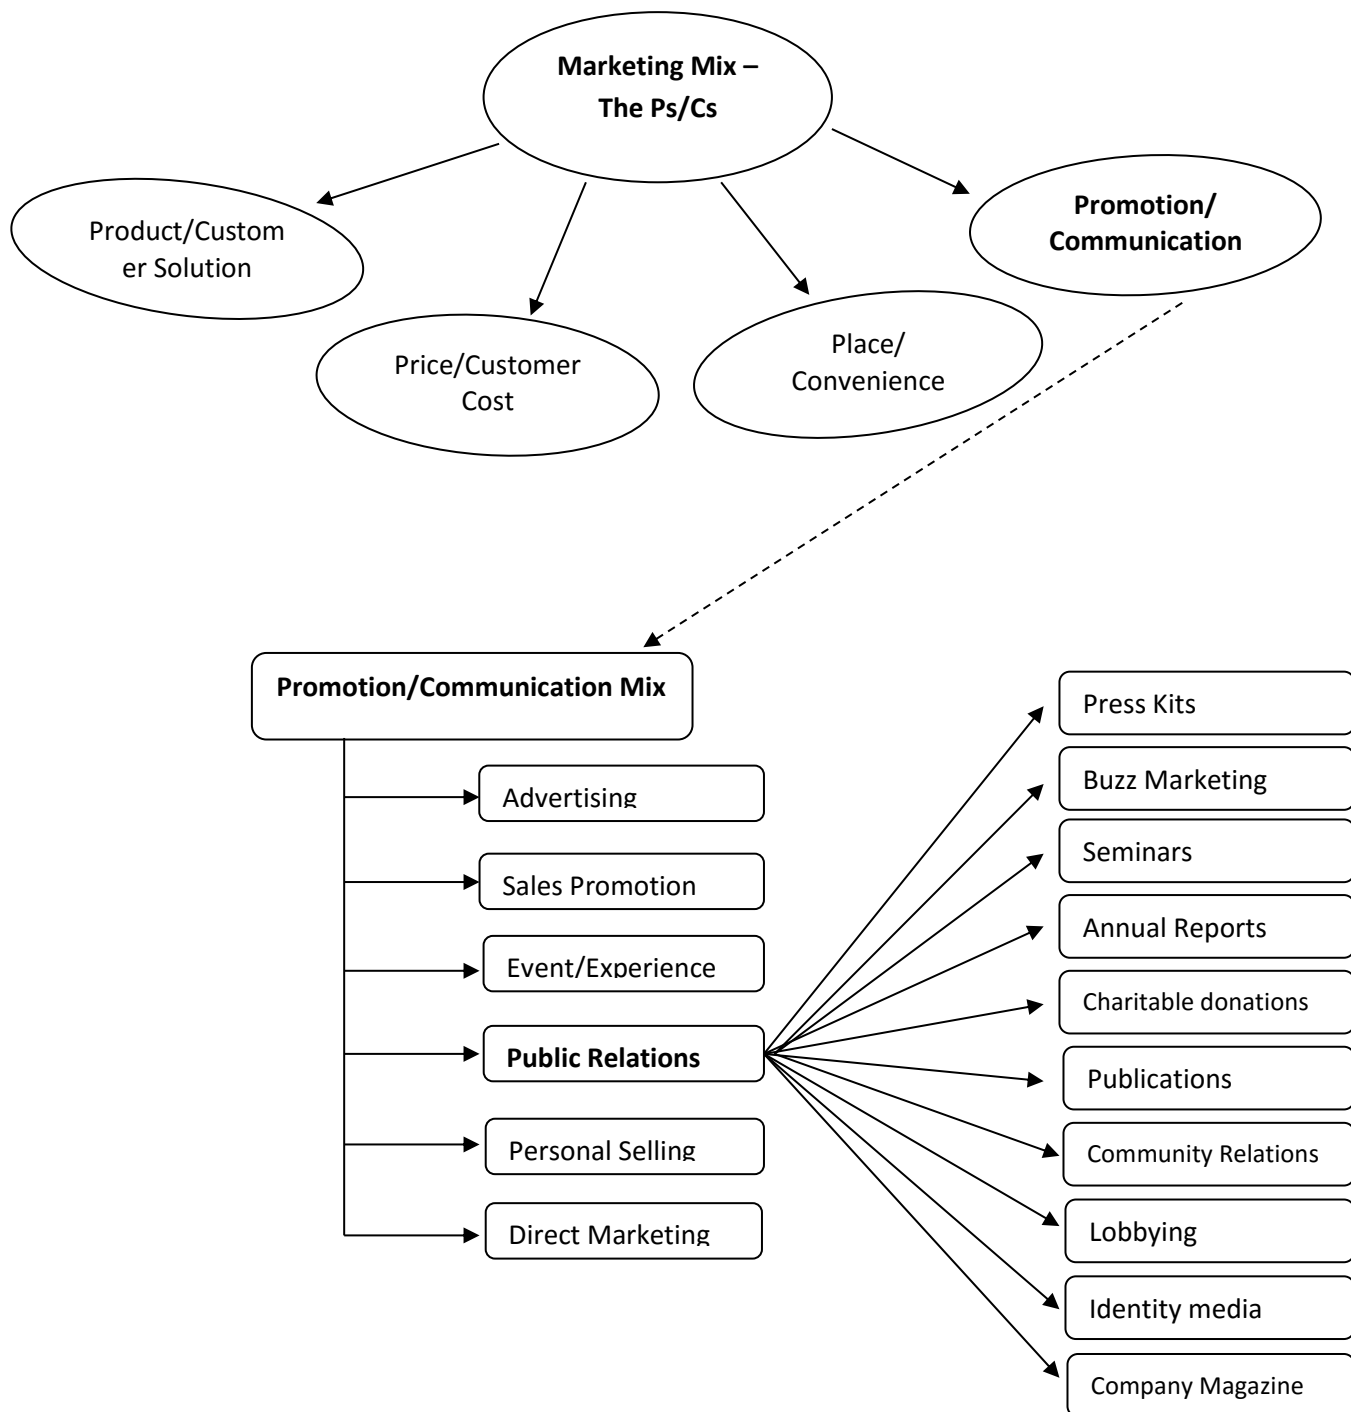 Marketing Mix –
The Ps/Cs
Product/Custom
er Solution
Price/Customer
Cost
Place/
Convenience
Promotion/
Communication
Promotion/Communication Mix
Advertising
Sales Promotion
Event/Experience
Public Relations
Personal Selling
Direct Marketing
Press Kits
Buzz Marketing
Seminars
Annual Reports
Charitable donations
Publications
Community Relations
Lobbying
Identity media
Company Magazine